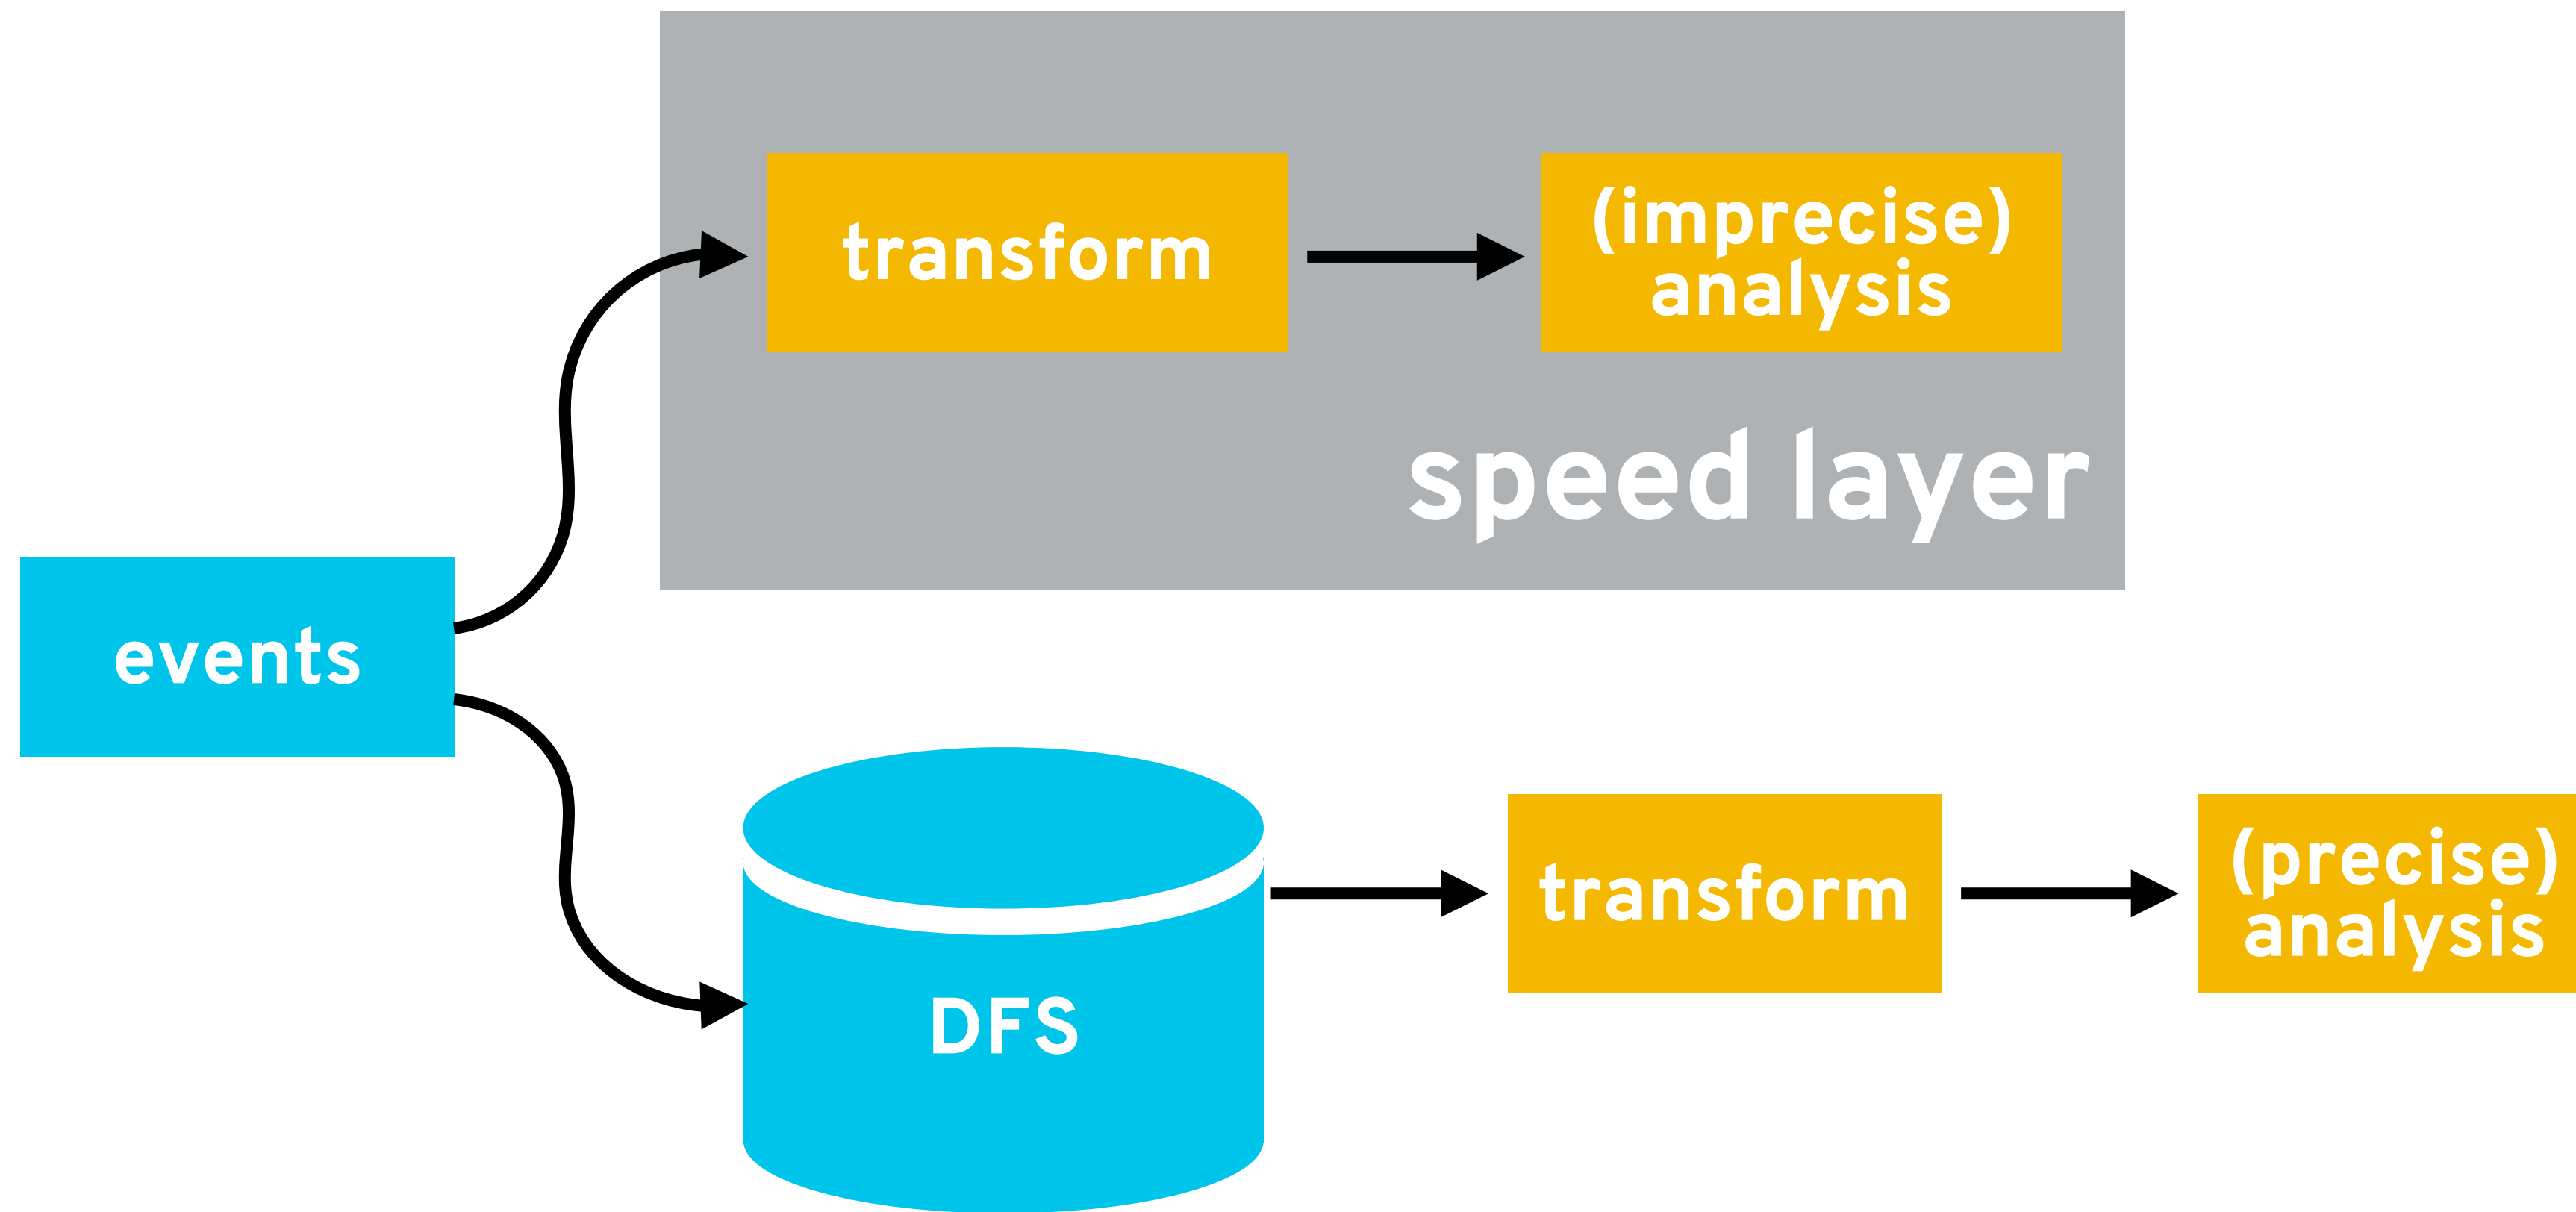 transform
(imprecise)
analysis
speed layer
events
DFS
transform
(precise)
analysis